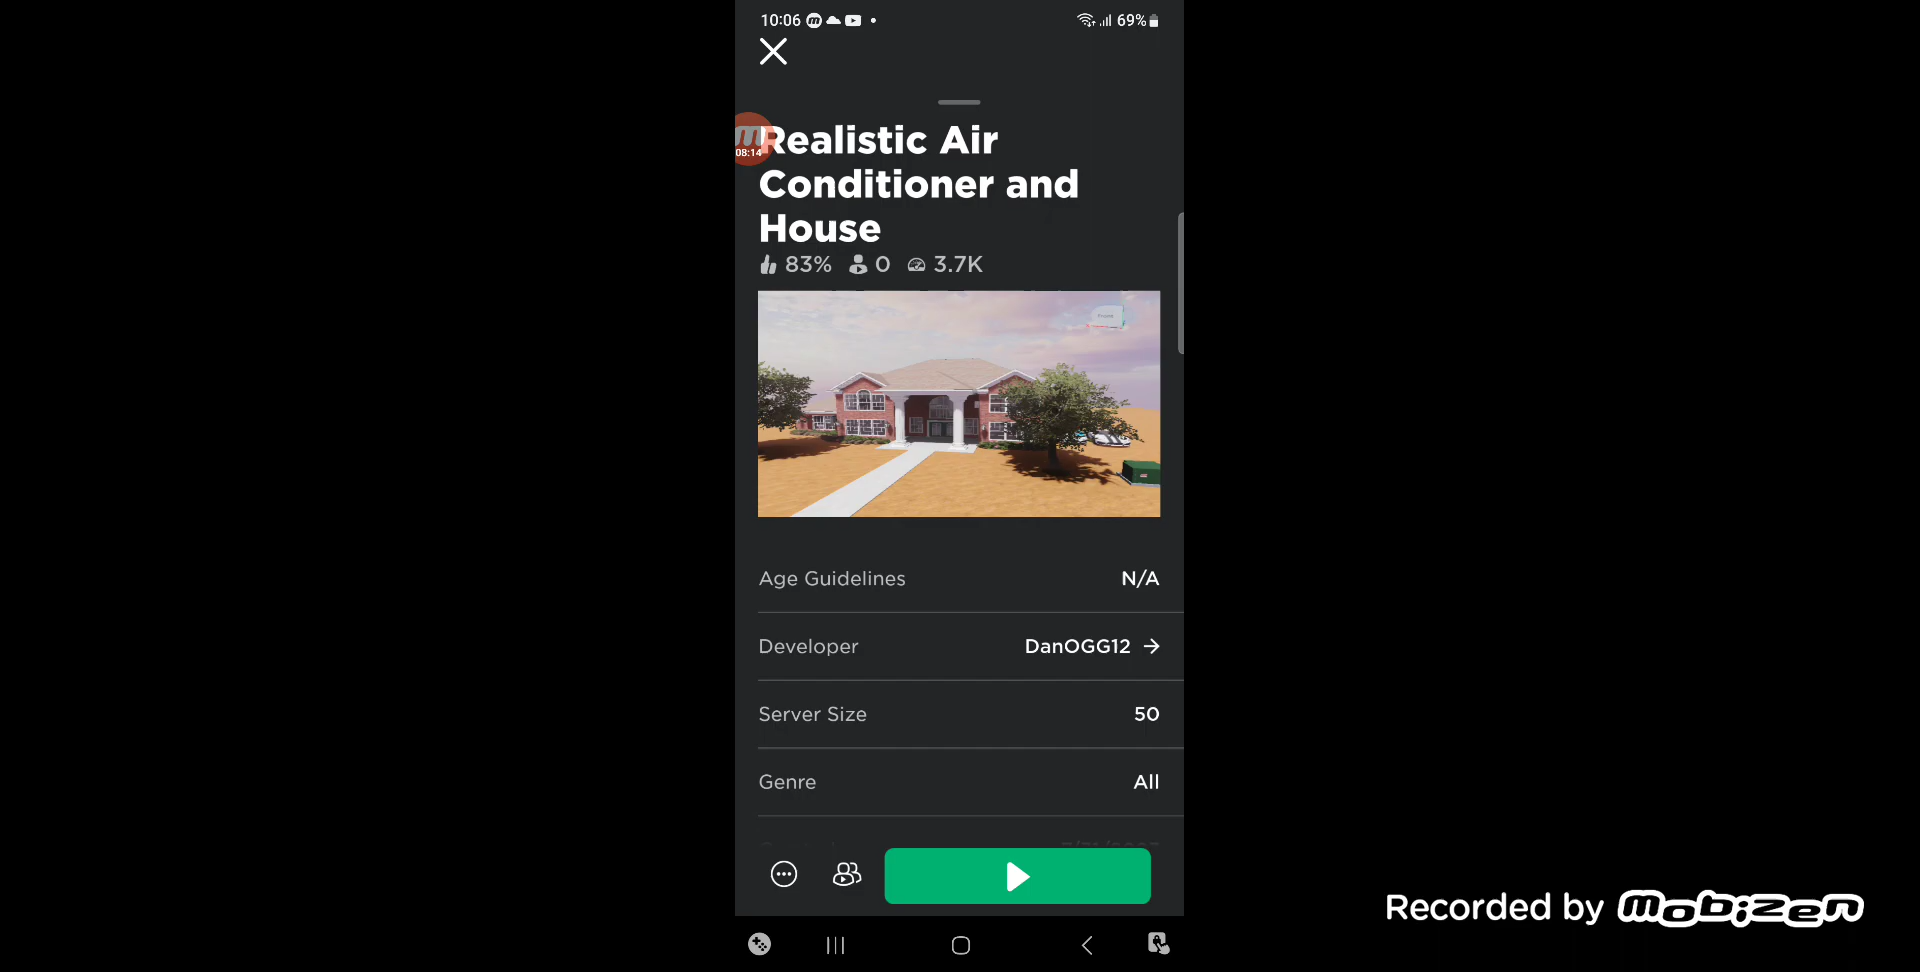 10:06
69%
08:14
Realistic Air
Conditioner and
House
83% 0 3.7K
Age Guidelines N/A
Developer DanOGG12
Server Size 50
Genre All
Recorded by mobizen